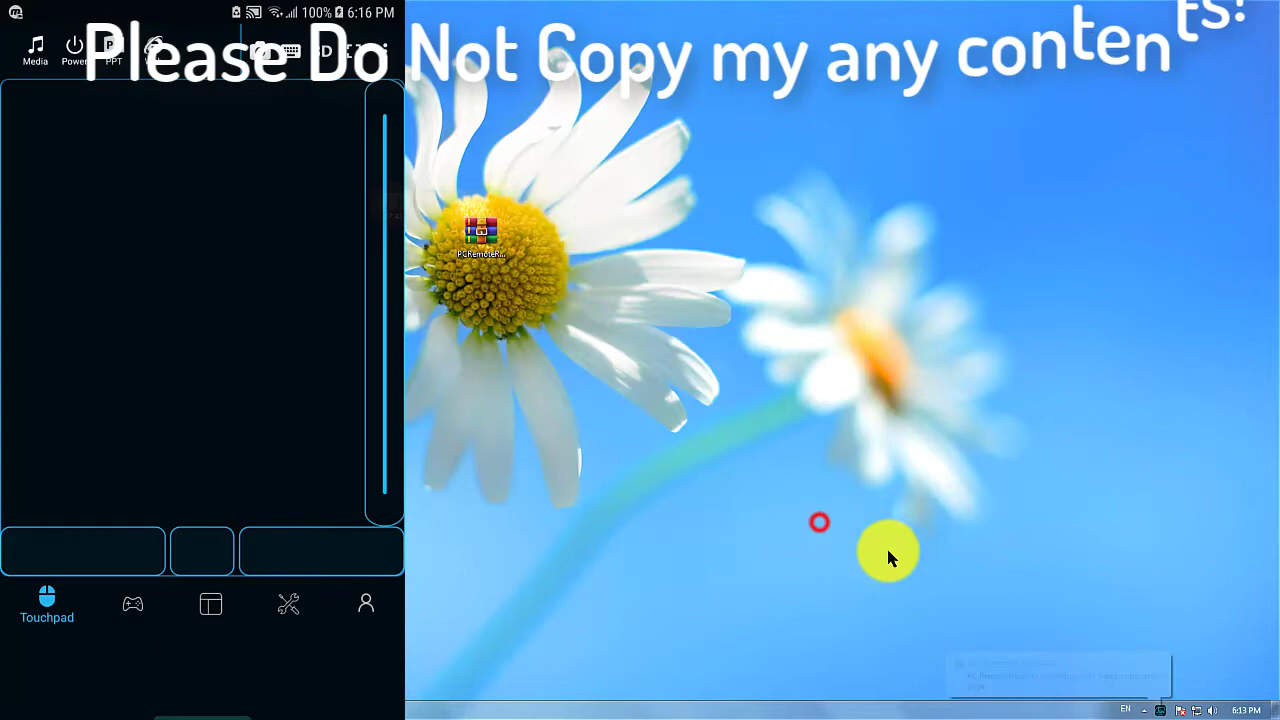 100% 6:16 PM
Please Do Not Copy my any contents!
Media
Power
PPT
3D
PCRemoteR...
Touchpad
EN
6:13 PM